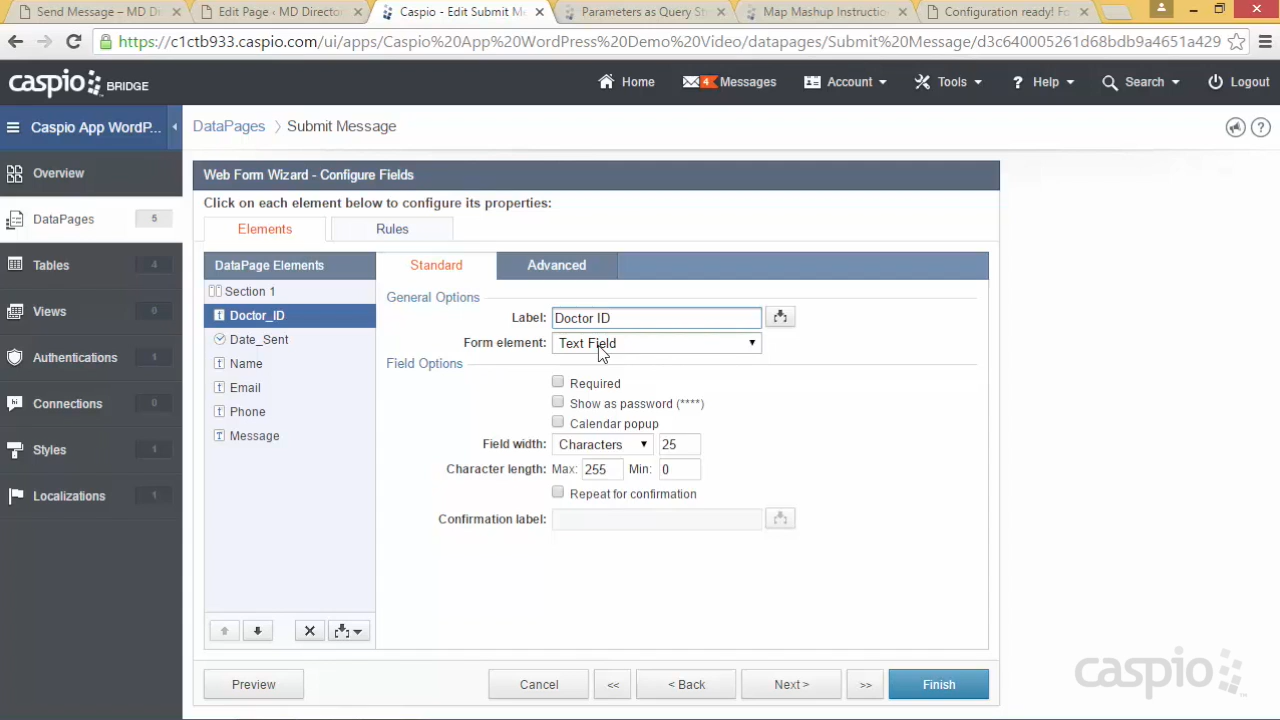 Send Message – MD Di
Edit Page ‹ MD Director
Caspio - Edit Submit Me
Parameters as Query Str
Map Mashup Instruction
Configuration ready! Fo
https://c1ctb933.caspio.com/ui/apps/Caspio%20App%20WordPress%20Demo%20Video/datapages/Submit%20Message/d3c640005261d68bdb9a4651a429
caspio BRIDGE
Home
4 Messages
Account
Tools
? Help
Search
Logout
Caspio App WordP...
DataPages
Submit Message
?
Overview
DataPages 5
Tables 4
Views 0
Authentications 3
Connections 0
Styles 1
Localizations 1
Web Form Wizard - Configure Fields
Click on each element below to configure its properties:
Elements
Rules
DataPage Elements
Standard
Advanced
Section 1
Doctor_ID
Date_Sent
Name
Email
Phone
Message
General Options
Label: Doctor ID
Form element: Text Field
Field Options
Required
Show as password (****)
Calendar popup
Field width: Characters 25
Character length: Max: 255 Min: 0
Repeat for confirmation
Confirmation label:
Preview
Cancel
<<
< Back
Next >
>>
Finish
caspio